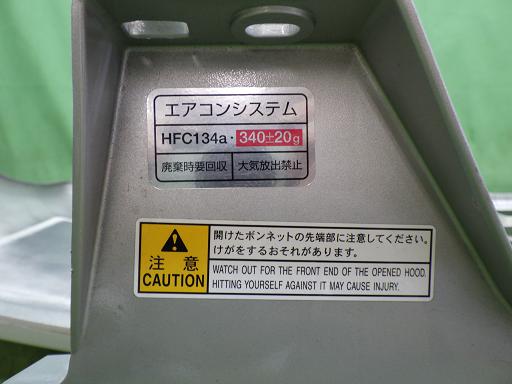 エアコンシステム
HFC134a・340±20g
廃棄時要回収 大気放出禁止
注 意
CAUTION
開けたボンネットの先端部に注意してください。
けがをするおそれがあります。
WATCH OUT FOR THE FRONT END OF THE OPENED HOOD.
HITTING YOURSELF AGAINST IT MAY CAUSE INJURY.